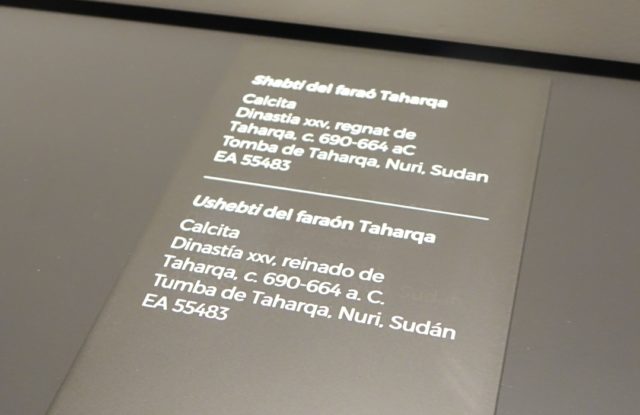 Shabti del faraó Taharqa
Calcita
Dinastia XXV, regnat de
Taharqa, c. 690-664 aC
Tomba de Taharqa, Nuri, Sudan
EA 55483
Ushebti del faraón Taharqa
Calcita
Dinastía XXV, reinado de
Taharqa, c. 690-664 a. C.
Tumba de Taharqa, Nuri, Sudán
EA 55483